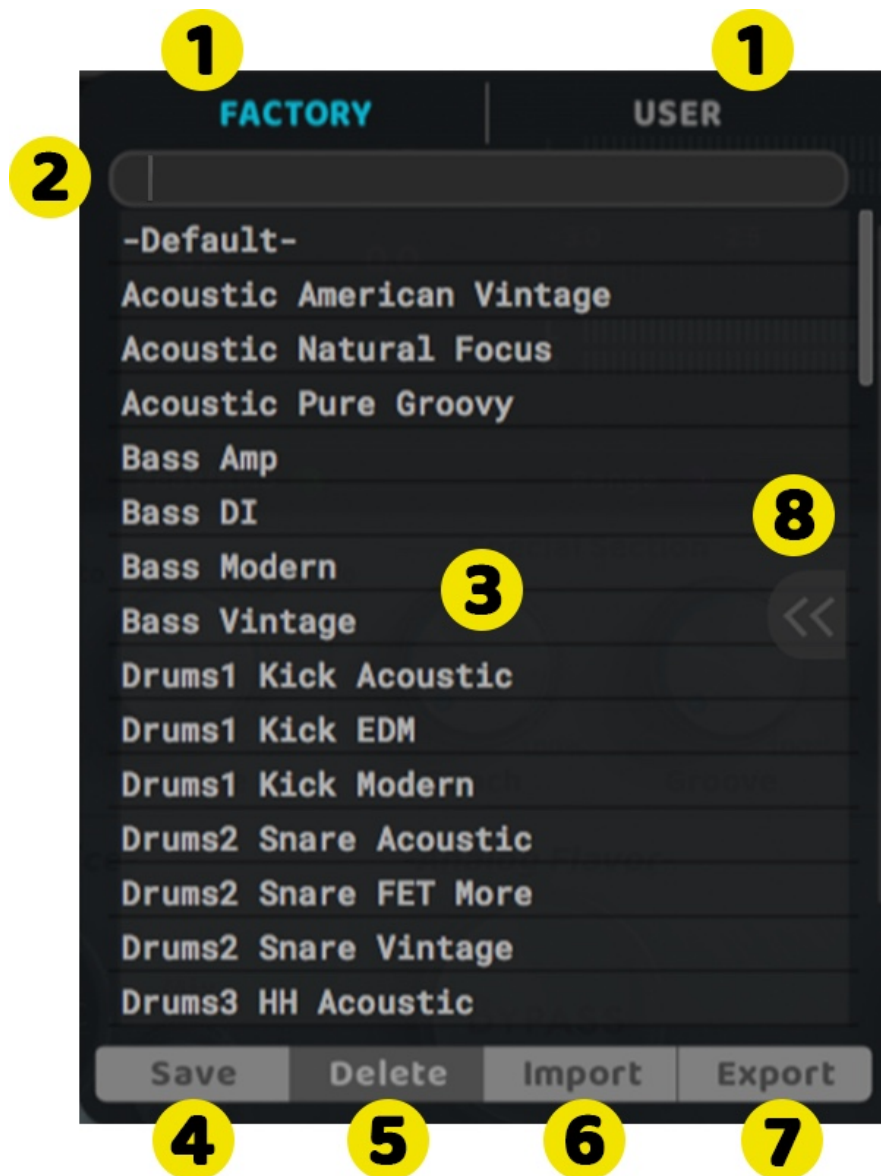 1 1
FACTORY USER
2
-Default-
Acoustic American Vintage
Acoustic Natural Focus
Acoustic Pure Groovy
Bass Amp
Bass DI
8
Bass Modern
3
<<
Bass Vintage
Drums1 Kick Acoustic
Drums1 Kick EDM
Drums1 Kick Modern
Groove
Drums2 Snare Acoustic
Drums2 Snare FET More
Drums2 Snare Vintage
Drums3 HH Acoustic
BYPASS
Save Delete Import Export
4 5 6 7